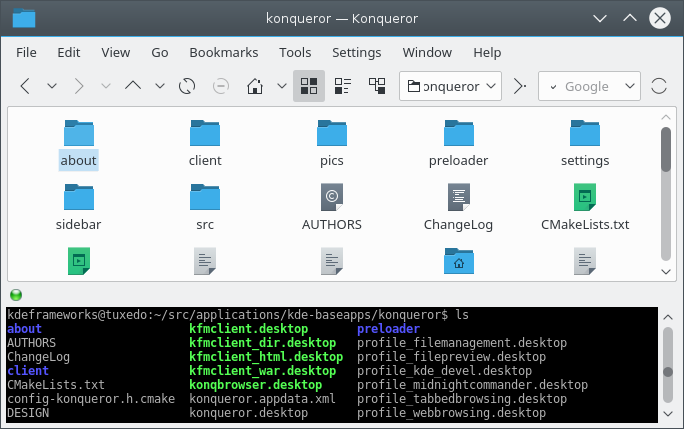 konqueror — Konqueror
File Edit View Go Bookmarks Tools Settings Window Help
onqueror Google
about client pics preloader settings
sidebar src AUTHORS ChangeLog CMakeLists.txt
kdeframeworks@tuxedo:~/src/applications/kde-baseapps/konqueror$ ls
about kfmclient.desktop preloader
AUTHORS kfmclient_dir.desktop profile_filemanagement.desktop
ChangeLog kfmclient_html.desktop profile_filepreview.desktop
client kfmclient_war.desktop profile_kde_devel.desktop
CMakeLists.txt konqbrowser.desktop profile_midnightcommander.desktop
config-konqueror.h.cmake konqueror.appdata.xml profile_tabbedbrowsing.desktop
DESIGN konqueror.desktop profile_webbrowsing.desktop